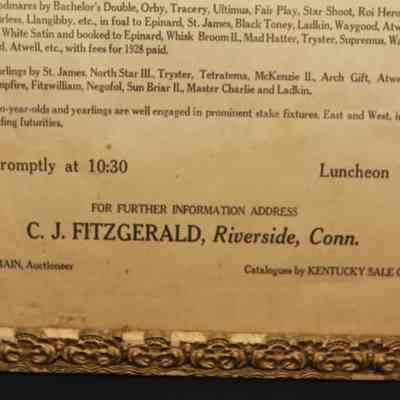 dmares by Bachelor's Double, Orby, Tracery, Ultimus, Fair Play, Star Shoot, Roi Hero
rless, Llangibby, etc., in foal to Epinard, St. James, Black Toney, Ladkin, Waygood, Atw
White Satin and booked to Epinard, Whisk Broom II., Mad Hatter, Tryster, Supremus, Wa
d, Atwell, etc., with fees for 1928 paid.
rlings by St. James, North Star III., Tryster, Tetratema, McKenzie II., Arch Gift, Atwe
mpfire, Fitzwilliam, Negofol, Sun Briar II., Master Charlie and Ladkin.
o-year-olds and yearlings are well engaged in prominent stake fixtures, East and West, i
ding futurities.
romptly at 10:30 Luncheon
FOR FURTHER INFORMATION ADDRESS
C. J. FITZGERALD, Riverside, Conn.
AIN, Auctioneer Catalogues by KENTUCKY SALE C